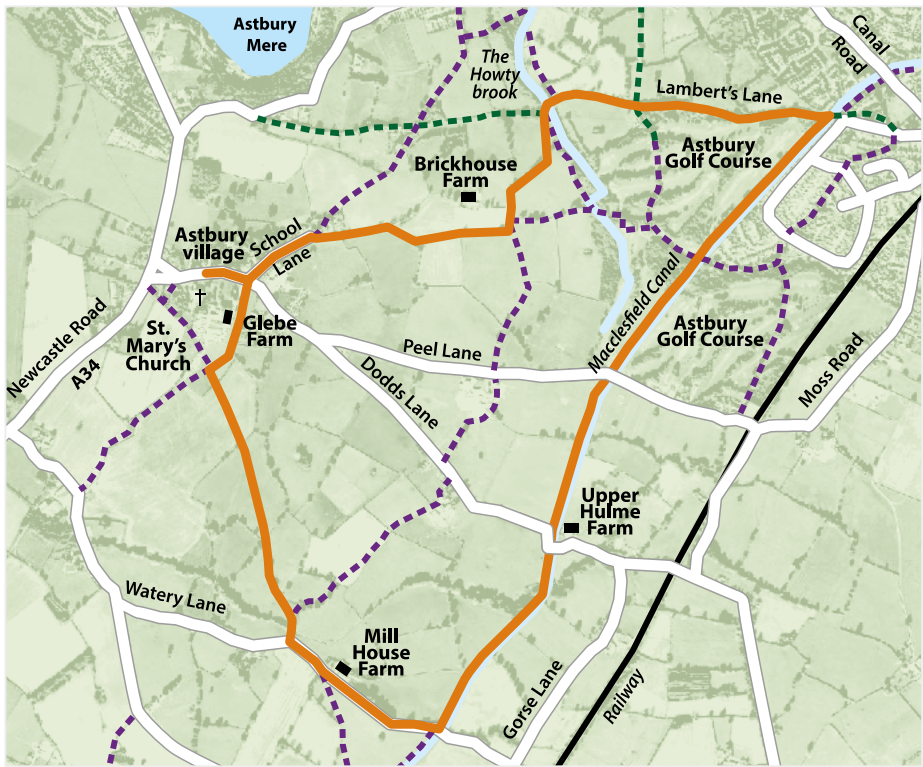 Astbury
Mere
Canal
Road
The
Howty
brook
Lambert's Lane
Astbury
Golf Course
Brickhouse
Farm
Astbury
village
School
Lane
Macclesfield Canal
Newcastle Road
A34
St.
Mary's
Church
Glebe
Farm
Peel Lane
Astbury
Golf Course
Dodds Lane
Moss Road
Upper
Hulme
Farm
Watery Lane
Mill
House
Farm
Gorse Lane
Railway